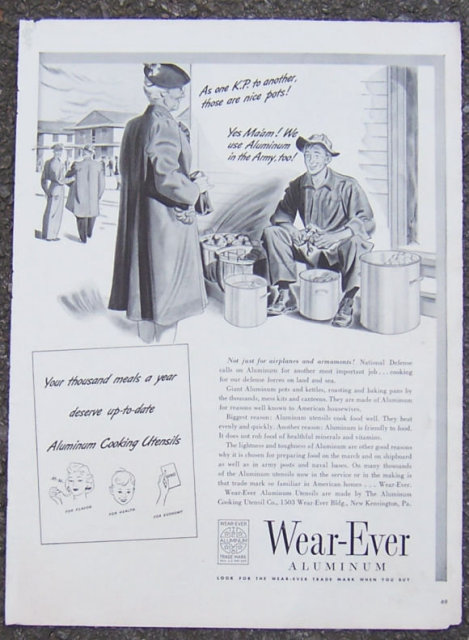 As one K.P. to another,
those are nice pots!
Yes Ma'am! We
use Aluminum
in the Army, too!
Your thousand meals a year
deserve up-to-date
Aluminum Cooking Utensils
FOR FLAVOR
FOR HEALTH
FOR ECONOMY
Not just for airplanes and armaments! National Defense
calls on Aluminum for another most important job... cooking
for our defense forces on land and sea.
Giant Aluminum pots and kettles, roasting and baking pans by
the thousands, mess kits and canteens. They are made of Aluminum
for reasons well known to American housewives.
Biggest reason: Aluminum utensils cook food well. They heat
evenly and quickly. Another reason: Aluminum is friendly to food.
It does not rob food of healthful minerals and vitamins.
The lightness and toughness of Aluminum are other good reasons
why it is chosen for preparing food on the march and on shipboard
as well as in army posts and naval bases. On many thousands
of the Aluminum utensils now in the service or in the making is
that trade mark so familiar in American homes . . . Wear-Ever.
Wear-Ever Aluminum Utensils are made by The Aluminum
Cooking Utensil Co., 1503 Wear-Ever Bldg., New Kensington, Pa.
WEAR-EVER
ALUMINUM
TRADE MARK
Wear-Ever
ALUMINUM
LOOK FOR THE WEAR-EVER TRADE MARK WHEN YOU BUY